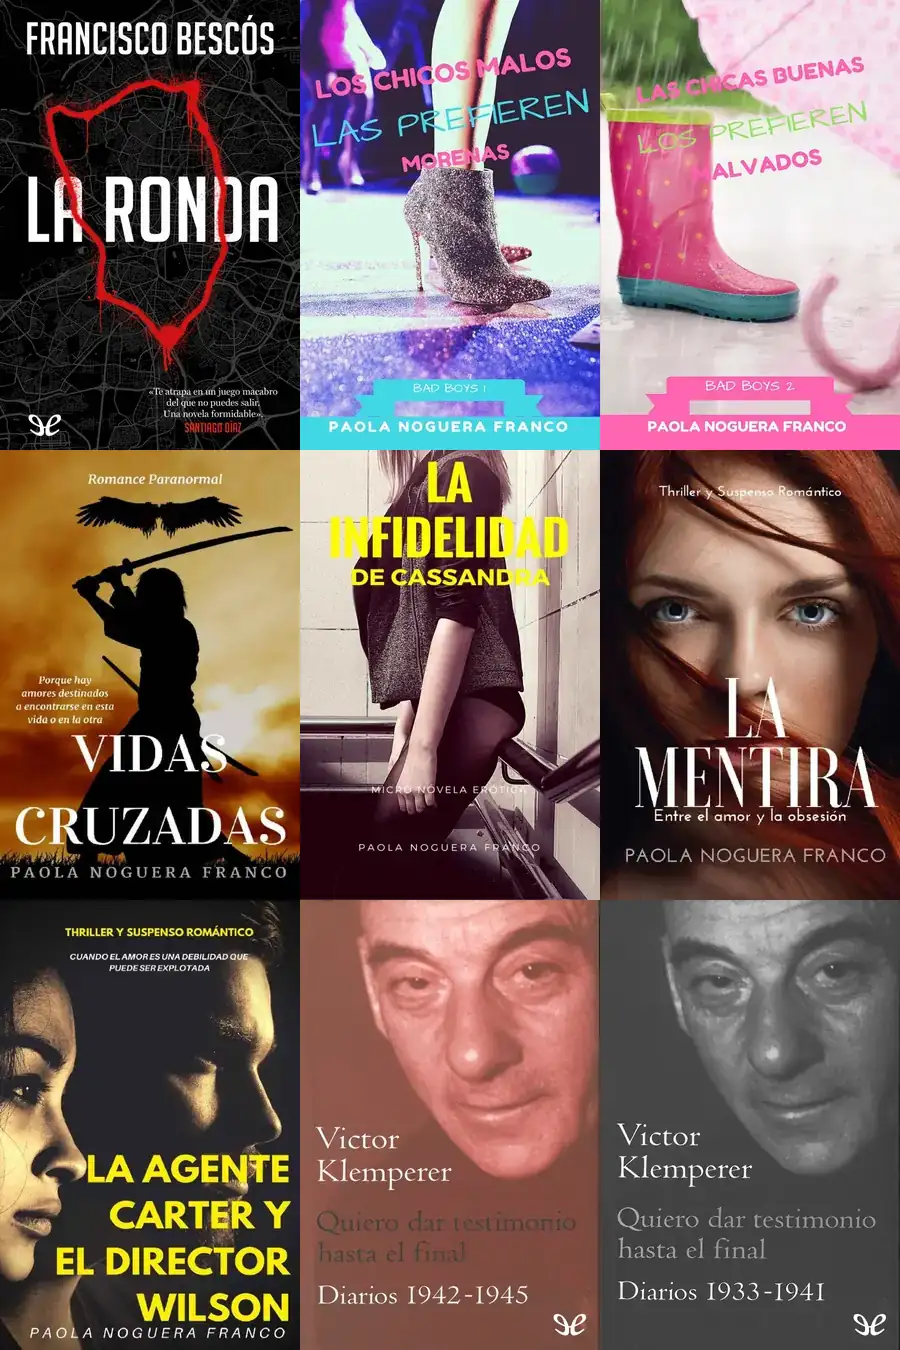 FRANCISCO BESCÓS
LA RONDA
«Te atrapa en un juego macabro
del que no puedes salir.
Una novela formidable».
SANTIAGO DÍAZ
LOS CHICOS MALOS
LAS PREFIEREN
MORENAS
BAD BOYS 1
PAOLA NOGUERA FRANCO
LAS CHICAS BUENAS
LOS PREFIEREN
MALVADOS
BAD BOYS 2
PAOLA NOGUERA FRANCO
Romance Paranormal
Porque hay
amores destinados
a encontrarse en esta
vida o en la otra
VIDAS
CRUZADAS
PAOLA NOGUERA FRANCO
LA
INFIDELIDAD
DE CASSANDRA
MICRO NOVELA EROTICA
PAOLA NOGUERA FRANCO
Thriller y Suspenso Romántico
LA
MENTIRA
Entre el amor y la obsesión
PAOLA NOGUERA FRANCO
THRILLER Y SUSPENSO ROMÁNTICO
CUANDO EL AMOR ES UNA DEBILIDAD QUE
PUEDE SER EXPLOTADA
LA AGENTE
CARTER Y
EL DIRECTOR
WILSON
PAOLA NOGUERA FRANCO
Victor
Klemperer
Quiero dar testimonio
hasta el final
Diarios 1942-1945
Victor
Klemperer
Quiero dar testimonio
hasta el final
Diarios 1933-1941